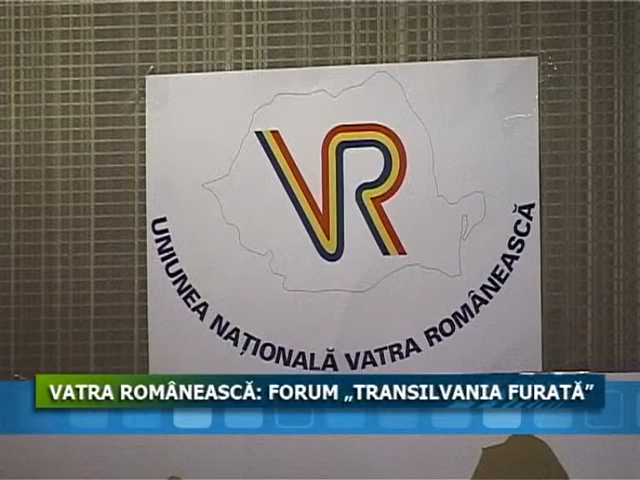 VR
UNIUNEA NAȚIONALĂ VATRA ROMÂNEASCĂ
VATRA ROMÂNEASCĂ: FORUM „TRANSILVANIA FURATĂ”